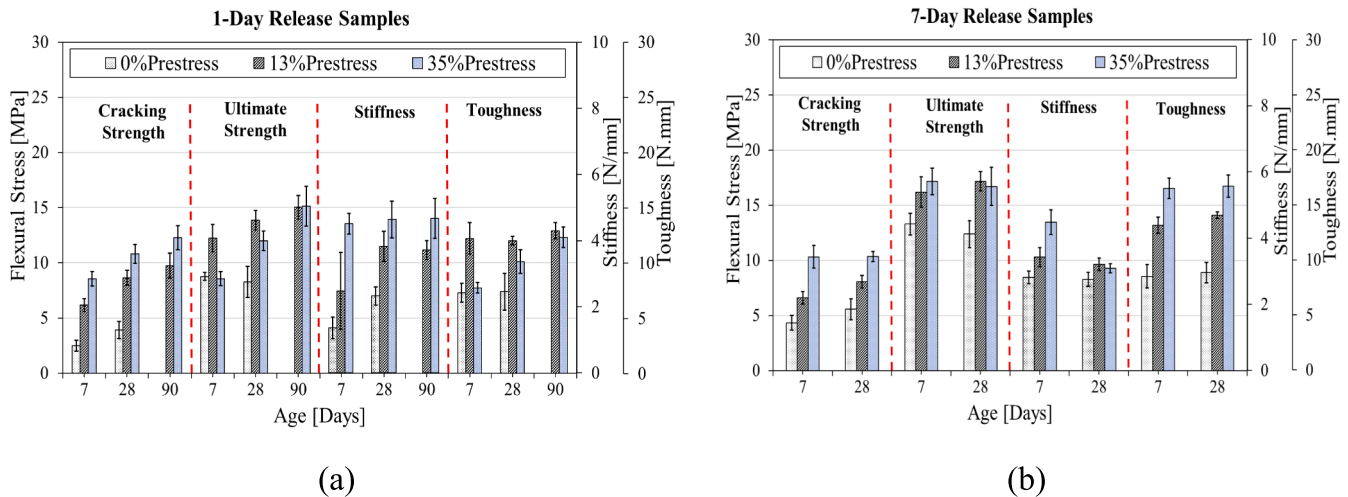 1-Day Release Samples
0%Prestress 13%Prestress 35%Prestress
Cracking
Strength
Ultimate
Strength
Stiffness
Toughness
Flexural Stress [MPa]
30
25
20
15
10
5
0
10
8
6
4
2
0
Stiffness [N/mm]
30
25
20
15
10
5
0
Toughness [N.mm]
7 28 90 7 28 90 7 28 90 7 28 90
Age [Days]
(a)
7-Day Release Samples
0%Prestress 13%Prestress 35%Prestress
Cracking
Strength
Ultimate
Strength
Stiffness
Toughness
Flexural Stress [MPa]
30
25
20
15
10
5
0
10
8
6
4
2
0
Stiffness [N/mm]
30
25
20
15
10
5
0
Toughness [N.mm]
7 28 7 28 7 28 7 28
Age [Days]
(b)